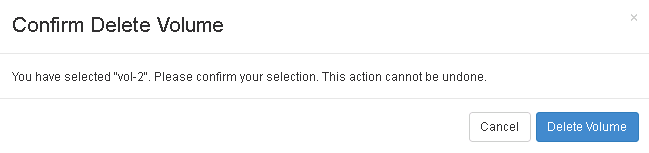 Confirm Delete Volume
×
You have selected "vol-2". Please confirm your selection. This action cannot be undone.
Cancel
Delete Volume